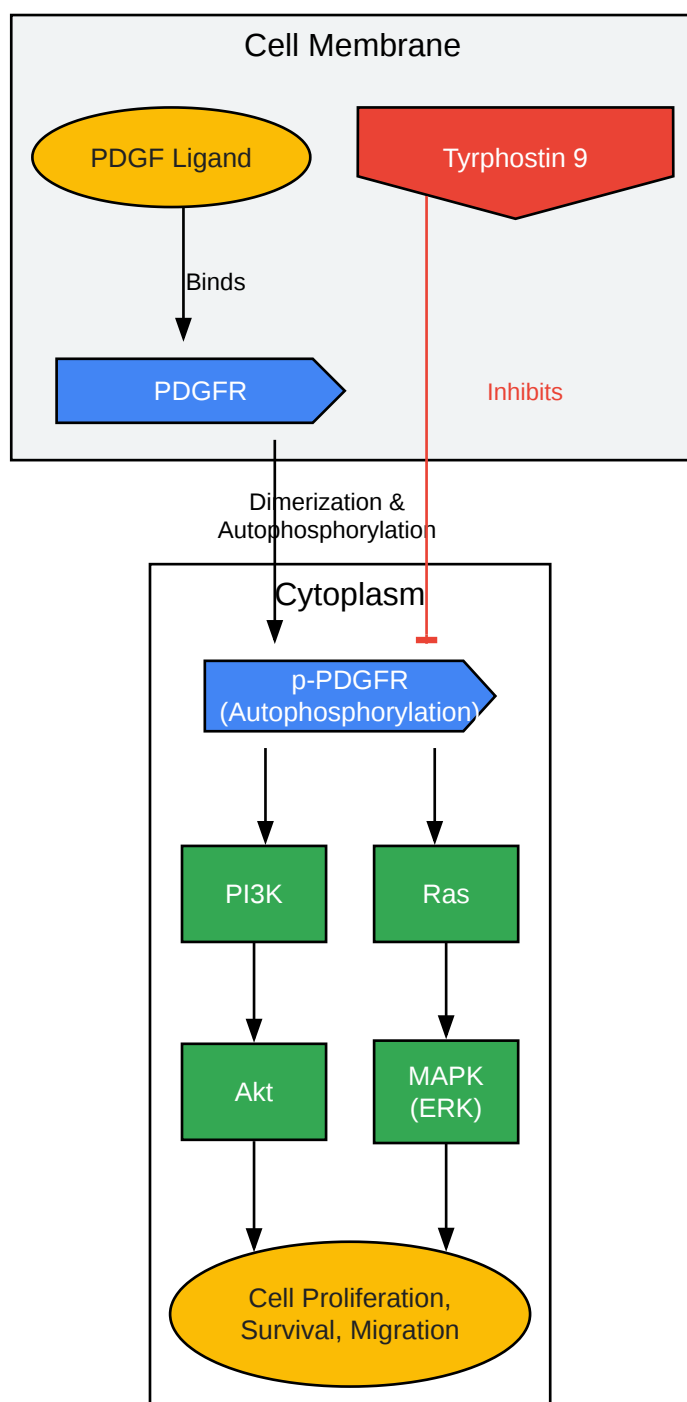 Cell Membrane
PDGF Ligand
Tyrphostin 9
Binds
PDGFR
Inhibits
Dimerization &
Autophosphorylation
Cytoplasm
p-PDGFR
(Autophosphorylation)
PI3K
Ras
Akt
MAPK
(ERK)
Cell Proliferation,
Survival, Migration